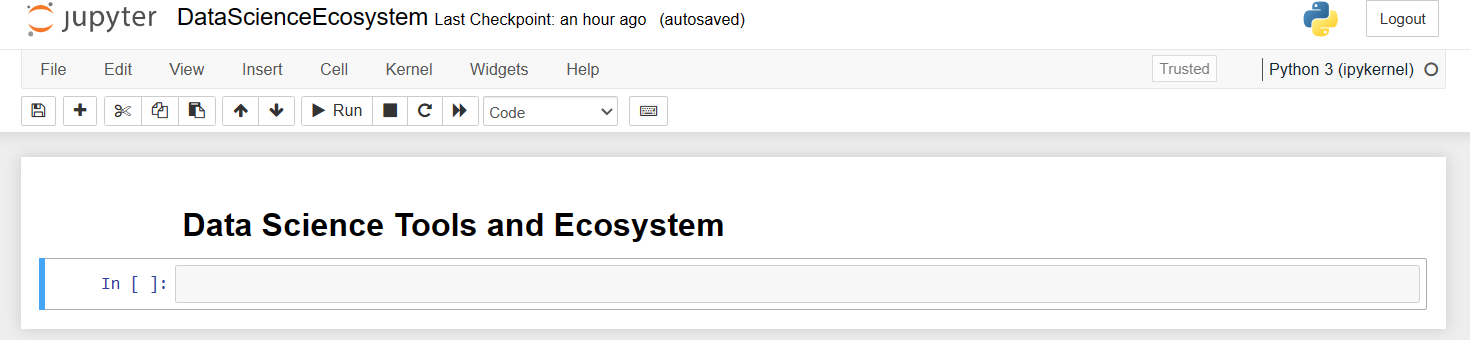 jupyter DataScienceEcosystem Last Checkpoint: an hour ago (autosaved) Logout
File Edit View Insert Cell Kernel Widgets Help Trusted Python 3 (ipykernel)
Run Code
Data Science Tools and Ecosystem
In [ ]: